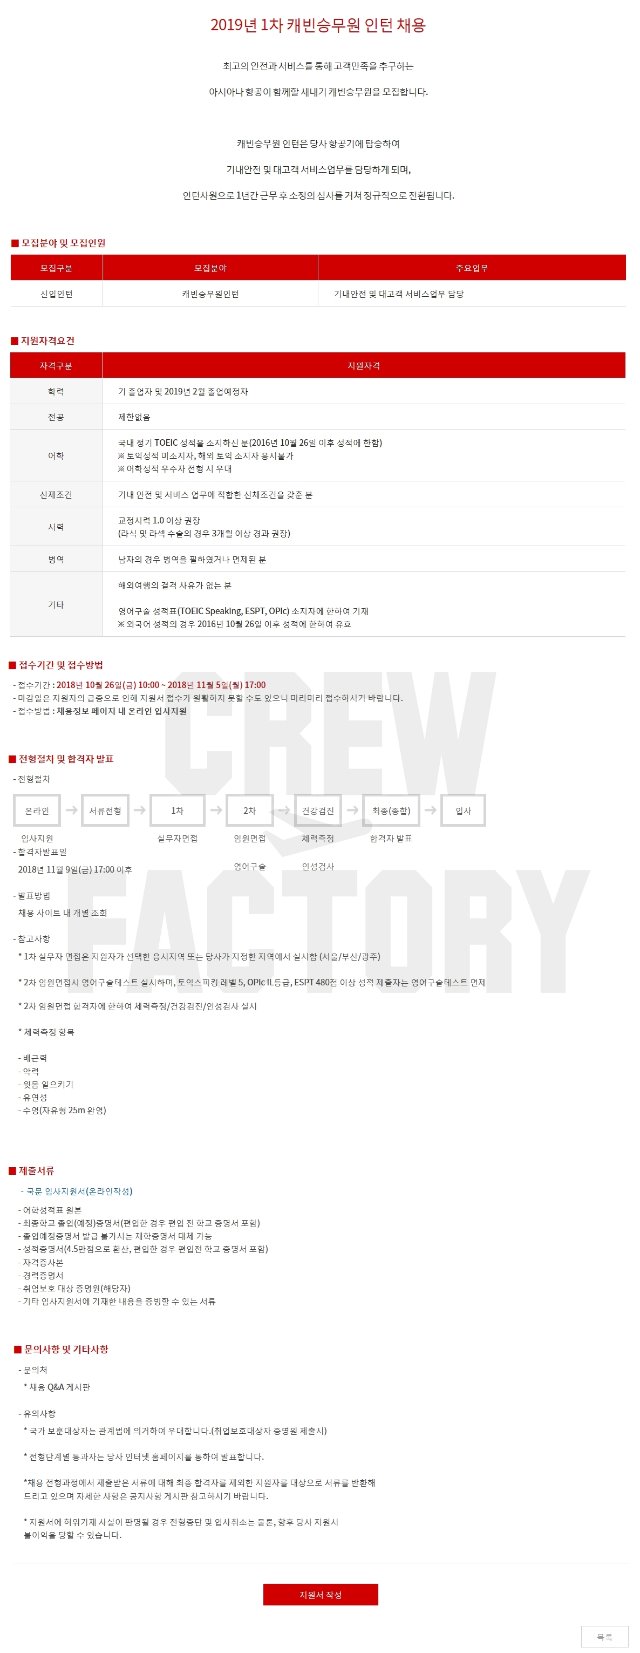 2019년 1차 캐빈승무원 인턴 채용
최고의 안전과 서비스를 통해 고객만족을 추구하는
아시아나 항공이 함께할 새내기 캐빈승무원을 모집합니다.
캐빈승무원 인턴은 당사 항공기에 탑승하여
기내안전 및 대고객 서비스업무를 담당하게 되며,
인턴사원으로 1년간 근무 후 소정의 심사를 거쳐 정규직으로 전환됩니다.
■ 모집분야 및 모집인원
모집구분 모집분야 주요업무
신입인턴 캐빈승무원인턴 기내안전 및 대고객 서비스업무 담당
■ 지원자격요건
자격구분 지원자격
학력 기 졸업자 및 2019년 2월 졸업예정자
전공 제한없음
어학 국내 정기 TOEIC 성적을 소지하신 분(2016년 10월 26일 이후 성적에 한함)
※ 토익성적 미소지자, 해외 토익 소지자 응시불가
※ 어학성적 우수자 전형 시 우대
신체조건 기내 안전 및 서비스 업무에 적합한 신체조건을 갖춘 분
시력 교정시력 1.0 이상 권장
(라식 및 라섹 수술의 경우 3개월 이상 경과 권장)
병역 남자의 경우 병역을 필하였거나 면제된 분
기타 해외여행의 결격 사유가 없는 분
영어구술 성적표(TOEIC Speaking, ESPT, OPIc) 소지자에 한하여 기재
※ 외국어 성적의 경우 2016년 10월 26일 이후 성적에 한하여 유효
■ 접수기간 및 접수방법
- 접수기간 : 2018년 10월 26일(금) 10:00 ~ 2018년 11월 5일(월) 17:00
- 마감일은 지원자의 급증으로 인해 지원서 접수가 원활하지 못할 수도 있으니 미리미리 접수하시기 바랍니다.
- 접수방법 : 채용정보 페이지 내 온라인 입사지원
CREW
FACTORY
■ 전형절차 및 합격자 발표
- 전형절차
온라인 → 서류전형 → 1차 → 2차 → 건강검진 → 최종(종합) → 입사
입사지원 실무자면접 임원면접 체력측정 합격자 발표
- 합격자발표일
영어구술 인성검사
2018년 11월 9일(금) 17:00 이후
- 발표방법
채용 사이트 내 개별 조회
- 참고사항
* 1차 실무자 면접은 지원자가 선택한 응시지역 또는 당사가 지정한 지역에서 실시함 (서울/부산/광주)
* 2차 임원면접시 영어구술테스트 실시하며, 토익스피킹 레벨 5, OPIc IL등급, ESPT 480점 이상 성적 제출자는 영어구술테스트 면제
* 2차 임원면접 합격자에 한하여 체력측정/건강검진/인성검사 실시
* 체력측정 항목
- 배근력
- 악력
- 윗몸 일으키기
- 유연성
- 수영(자유형 25m 완영)
■ 제출서류
- 국문 입사지원서(온라인작성)
- 어학성적표 원본
- 최종학교 졸업(예정)증명서(편입한 경우 편입 전 학교 증명서 포함)
- 졸업예정증명서 발급 불가시는 재학증명서 대체 가능
- 성적증명서(4.5만점으로 환산, 편입한 경우 편입전 학교 증명서 포함)
- 자격증사본
- 경력증명서
- 취업보호 대상 증명원(해당자)
- 기타 입사지원서에 기재한 내용을 증빙할 수 있는 서류
■ 문의사항 및 기타사항
- 문의처
* 채용 Q&A 게시판
- 유의사항
* 국가 보훈대상자는 관계법에 의거하여 우대합니다.(취업보호대상자 증명원 제출시)
* 전형단계별 통과자는 당사 인터넷 홈페이지를 통하여 발표합니다.
*채용 전형과정에서 제출받은 서류에 대해 최종 합격자를 제외한 지원자를 대상으로 서류를 반환해
드리고 있으며 자세한 사항은 공지사항 게시판 참고하시기 바랍니다.
* 지원서에 허위기재 사실이 판명될 경우 전형중단 및 입사취소는 물론, 향후 당사 지원시
불이익을 당할 수 있습니다.
지원서 작성
목록